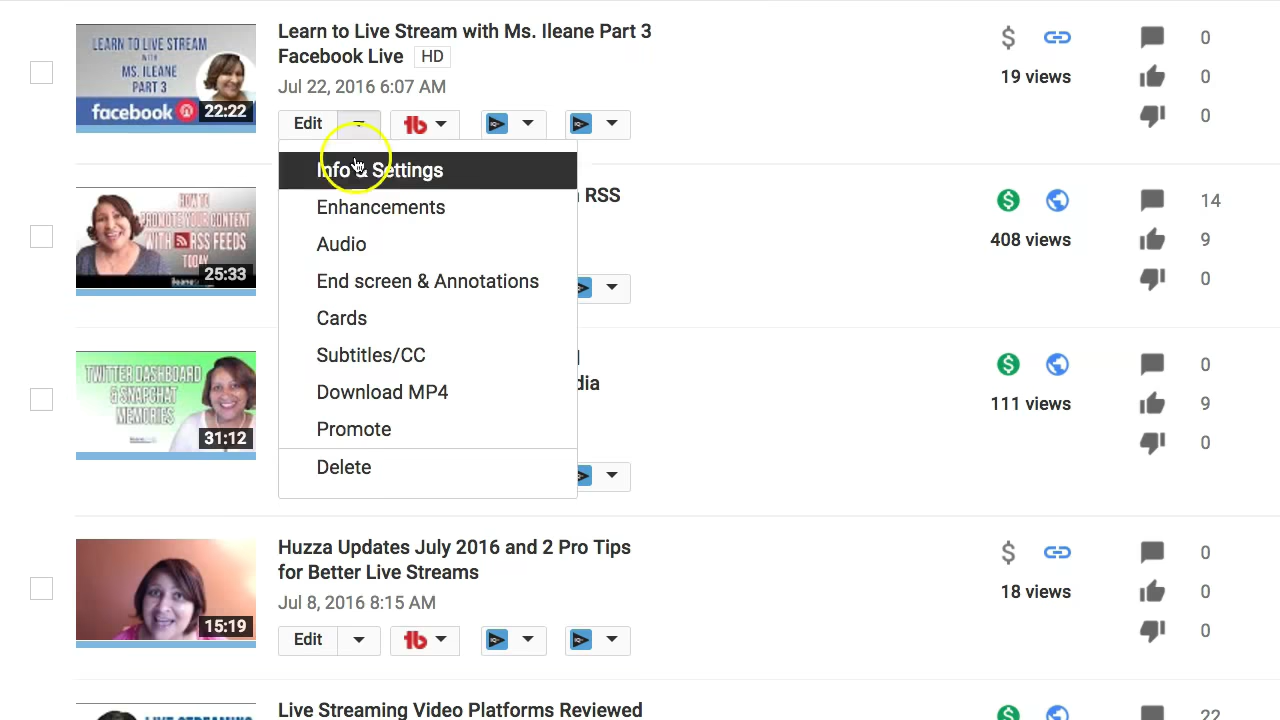 LEARN TO LIVE STREAM
WITH
MS. ILEANE
PART 3
facebook
22:22
Learn to Live Stream with Ms. Ileane Part 3
Facebook Live HD
Jul 22, 2016 6:07 AM
Edit
19 views
0
0
0
Info & Settings
Enhancements
Audio
End screen & Annotations
Cards
Subtitles/CC
Download MP4
Promote
Delete
HOW TO
PROMOTE YOUR CONTENT
WITH RSS FEEDS
TODAY
25:33
RSS
408 views
14
9
0
TWITTER DASHBOARD
& SNAPCHAT
MEMORIES
31:12
dia
111 views
0
9
0
15:19
Huzza Updates July 2016 and 2 Pro Tips
for Better Live Streams
Jul 8, 2016 8:15 AM
Edit
18 views
0
0
0
LIVE STREAMING
Live Streaming Video Platforms Reviewed
22